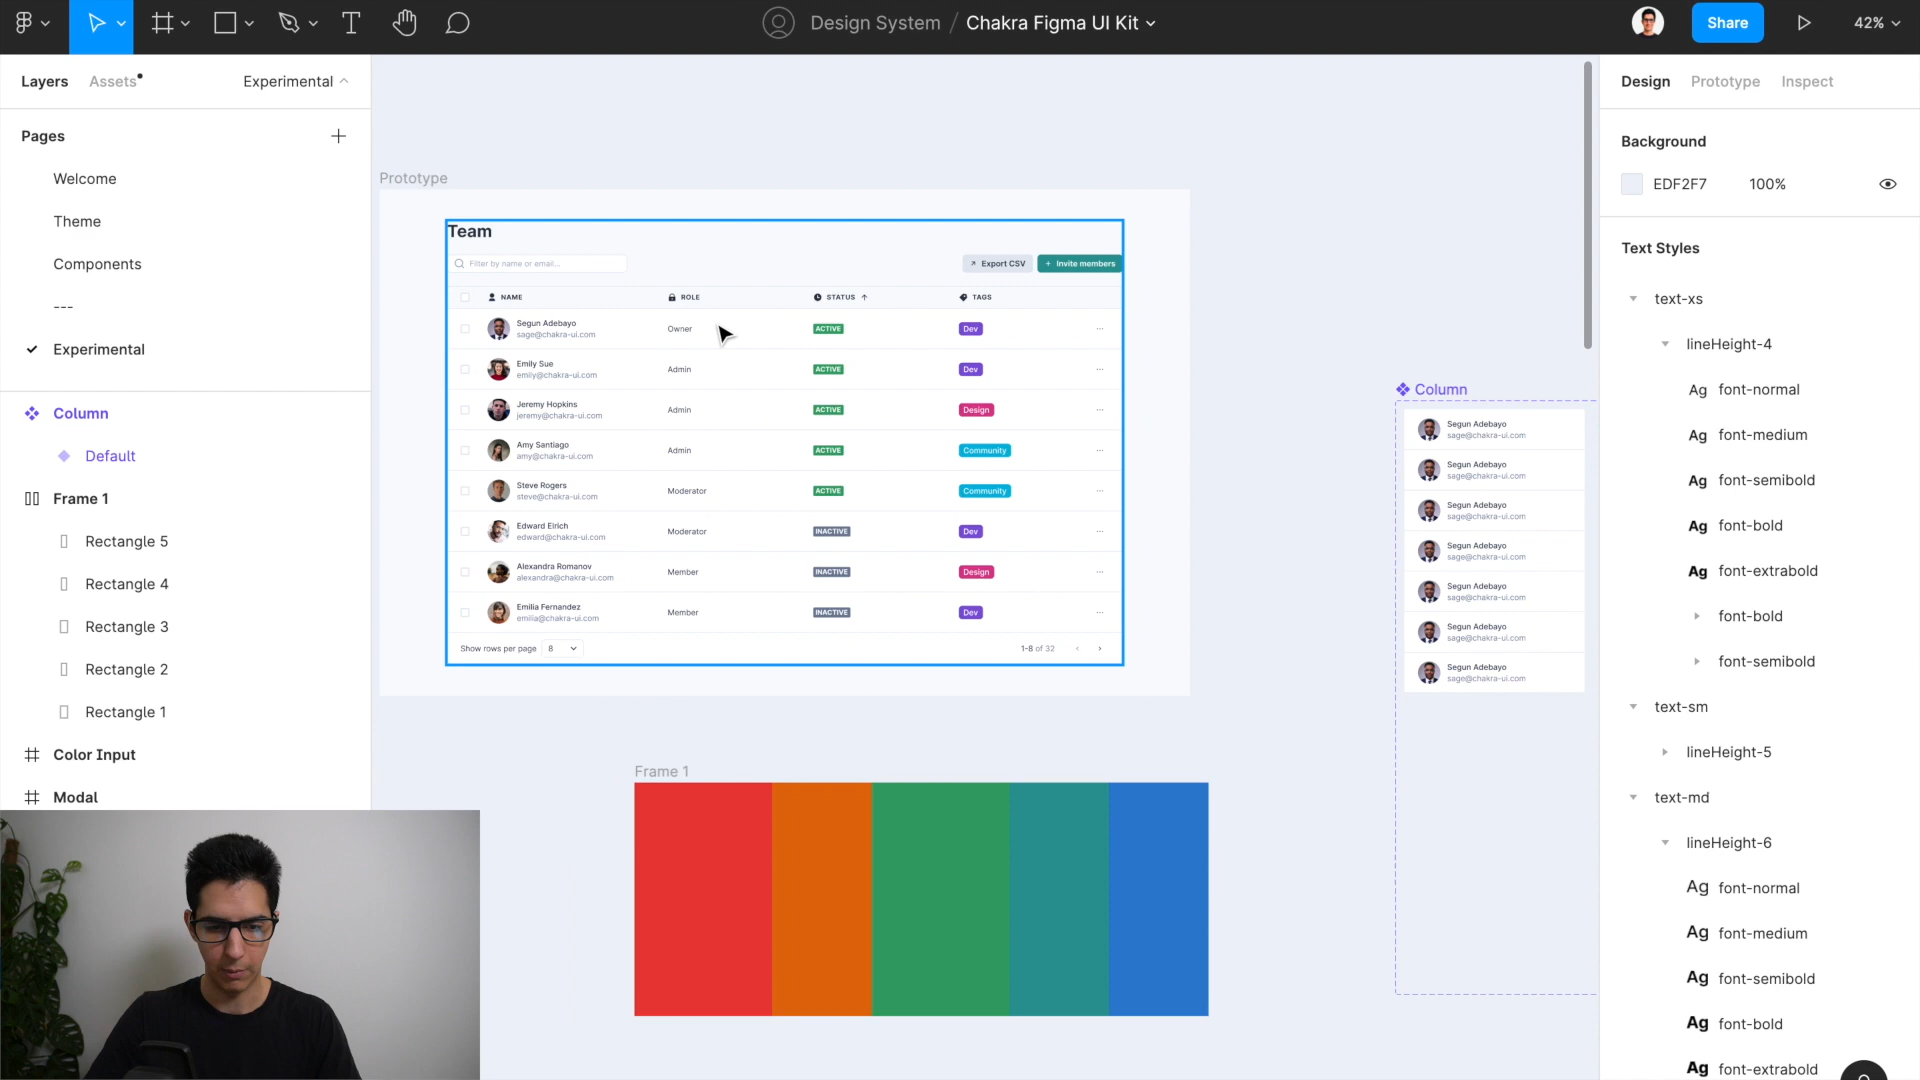 Design System / Chakra Figma UI Kit
Share
42%
Layers
Assets
Experimental
Pages
Welcome
Theme
Components
---
Experimental
Column
Default
Frame 1
Rectangle 5
Rectangle 4
Rectangle 3
Rectangle 2
Rectangle 1
Color Input
Modal
Prototype
Team
Filter by name or email...
Export CSV
+ Invite members
NAME
ROLE
STATUS
TAGS
Segun Adebayo
sage@chakra-ui.com
Owner
ACTIVE
Dev
Emily Sue
emily@chakra-ui.com
Admin
ACTIVE
Dev
Jeremy Hopkins
jeremy@chakra-ui.com
Admin
ACTIVE
Design
Amy Santiago
amy@chakra-ui.com
Admin
ACTIVE
Community
Steve Rogers
steve@chakra-ui.com
Moderator
ACTIVE
Community
Edward Eirich
edward@chakra-ui.com
Moderator
INACTIVE
Dev
Alexandra Romanov
alexandra@chakra-ui.com
Member
INACTIVE
Design
Emilia Fernandez
emilia@chakra-ui.com
Member
INACTIVE
Dev
Show rows per page 8
1-8 of 32
Frame 1
Column
Segun Adebayo
sage@chakra-ui.com
Segun Adebayo
sage@chakra-ui.com
Segun Adebayo
sage@chakra-ui.com
Segun Adebayo
sage@chakra-ui.com
Segun Adebayo
sage@chakra-ui.com
Segun Adebayo
sage@chakra-ui.com
Segun Adebayo
sage@chakra-ui.com
Design
Prototype
Inspect
Background
EDF2F7 100%
Text Styles
text-xs
lineHeight-4
Ag font-normal
Ag font-medium
Ag font-semibold
Ag font-bold
Ag font-extrabold
font-bold
font-semibold
text-sm
lineHeight-5
text-md
lineHeight-6
Ag font-normal
Ag font-medium
Ag font-semibold
Ag font-bold
Ag font-extrabold